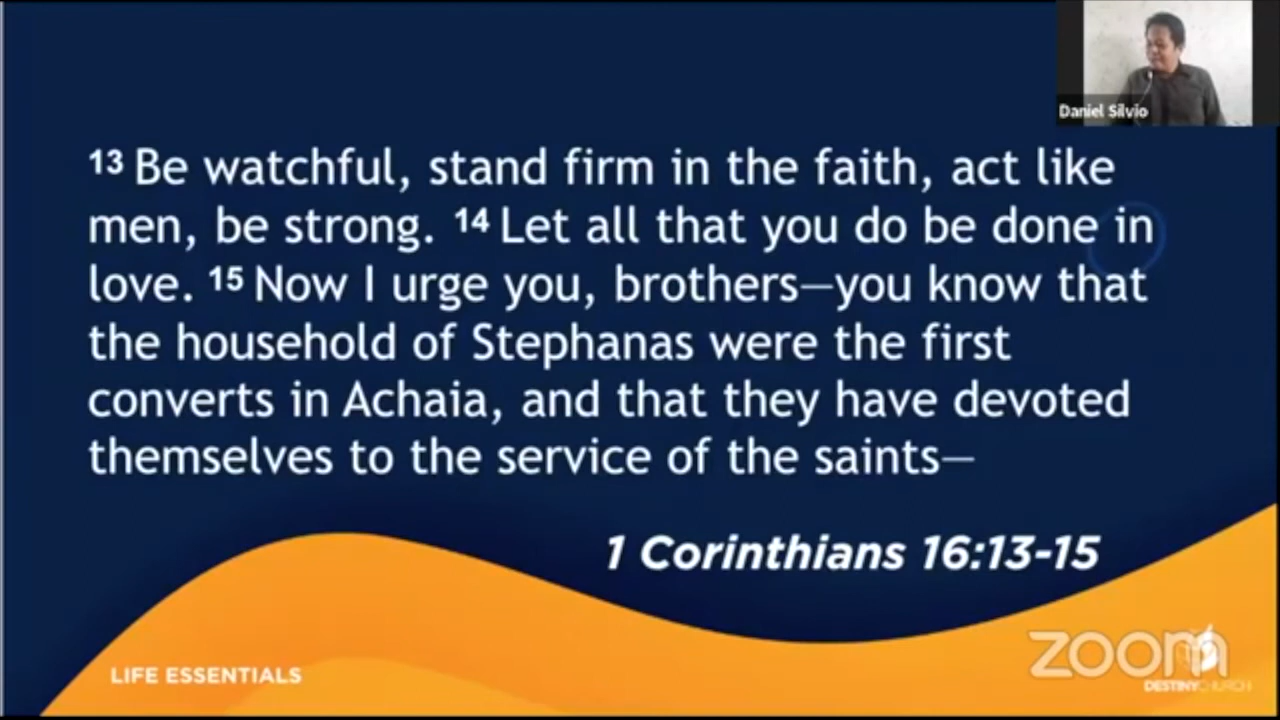 Daniel Silvio
13 Be watchful, stand firm in the faith, act like
men, be strong. 14 Let all that you do be done in
love. 15 Now I urge you, brothers—you know that
the household of Stephanas were the first
converts in Achaia, and that they have devoted
themselves to the service of the saints—
1 Corinthians 16:13-15
LIFE ESSENTIALS
zoom
DESTINY CHURCH